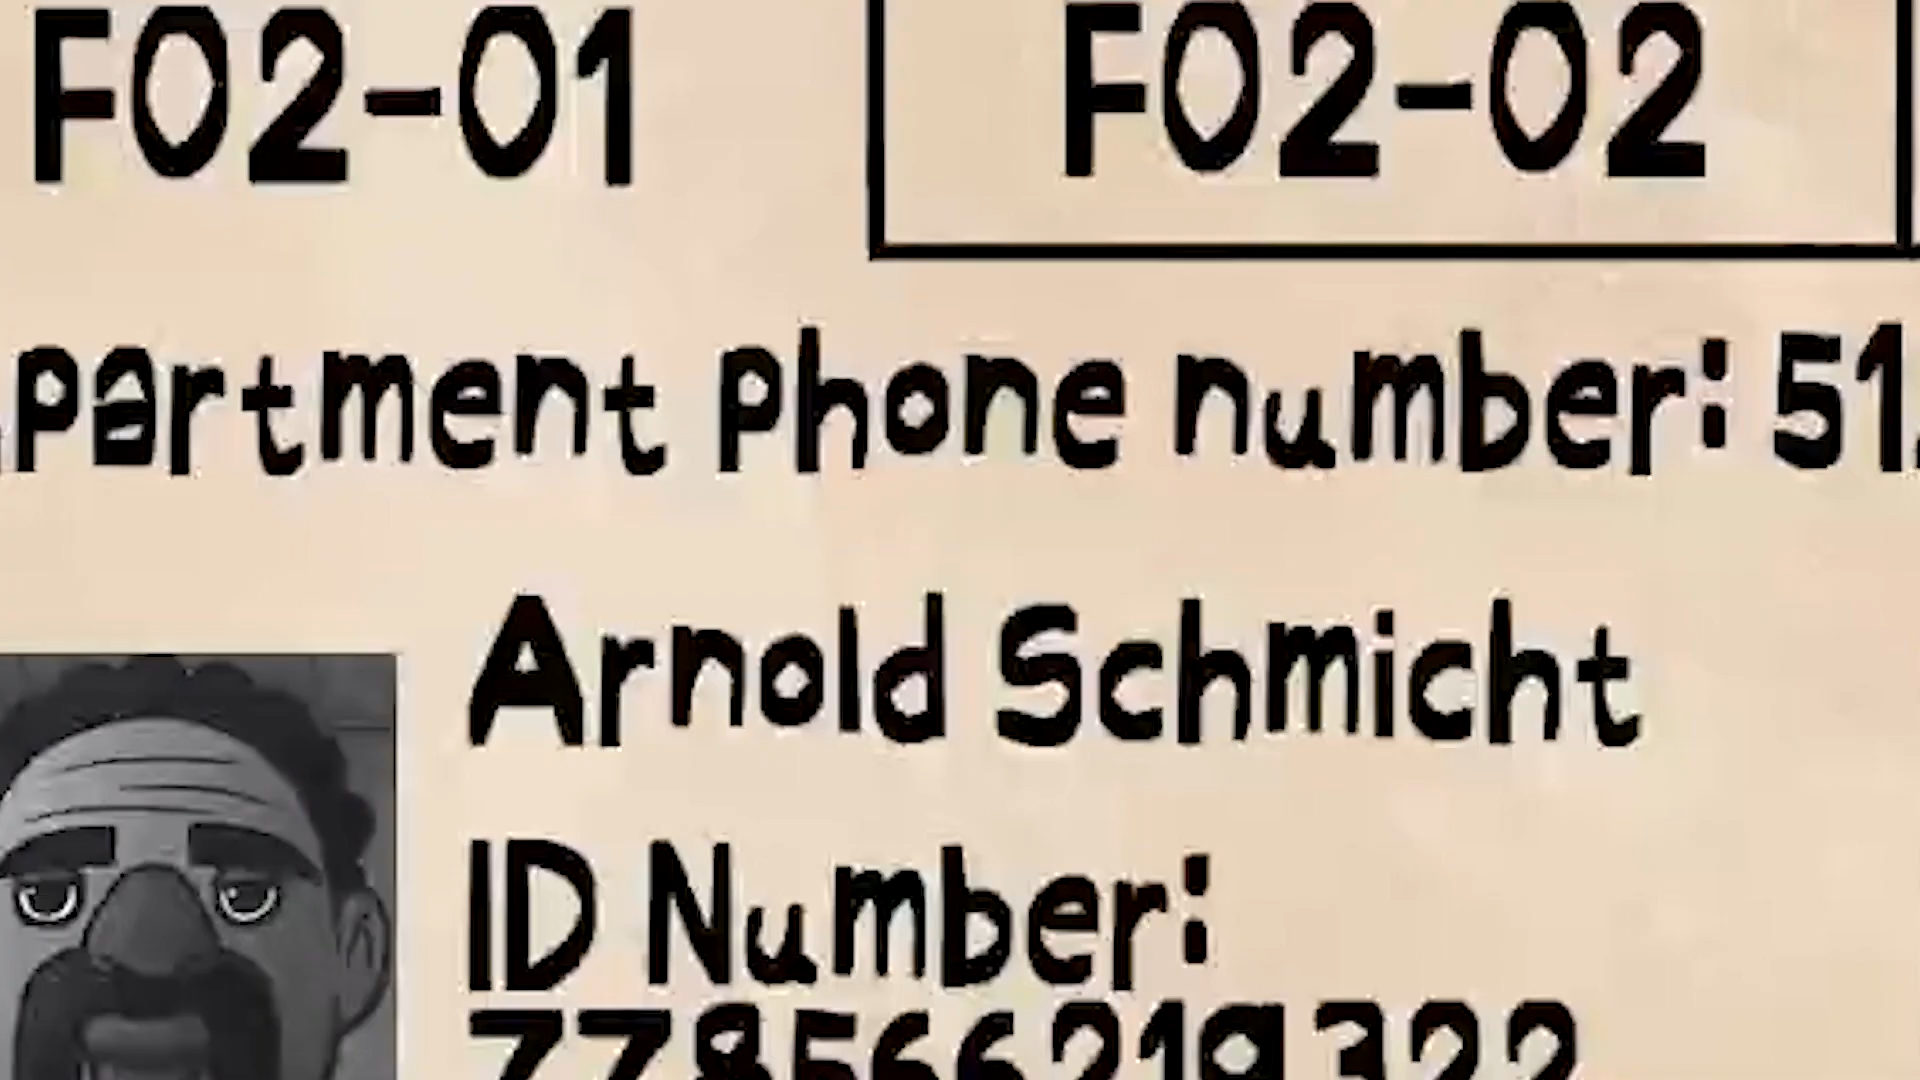 F02-01 F02-02
partment phone number: 51
Arnold Schmicht
ID Number: